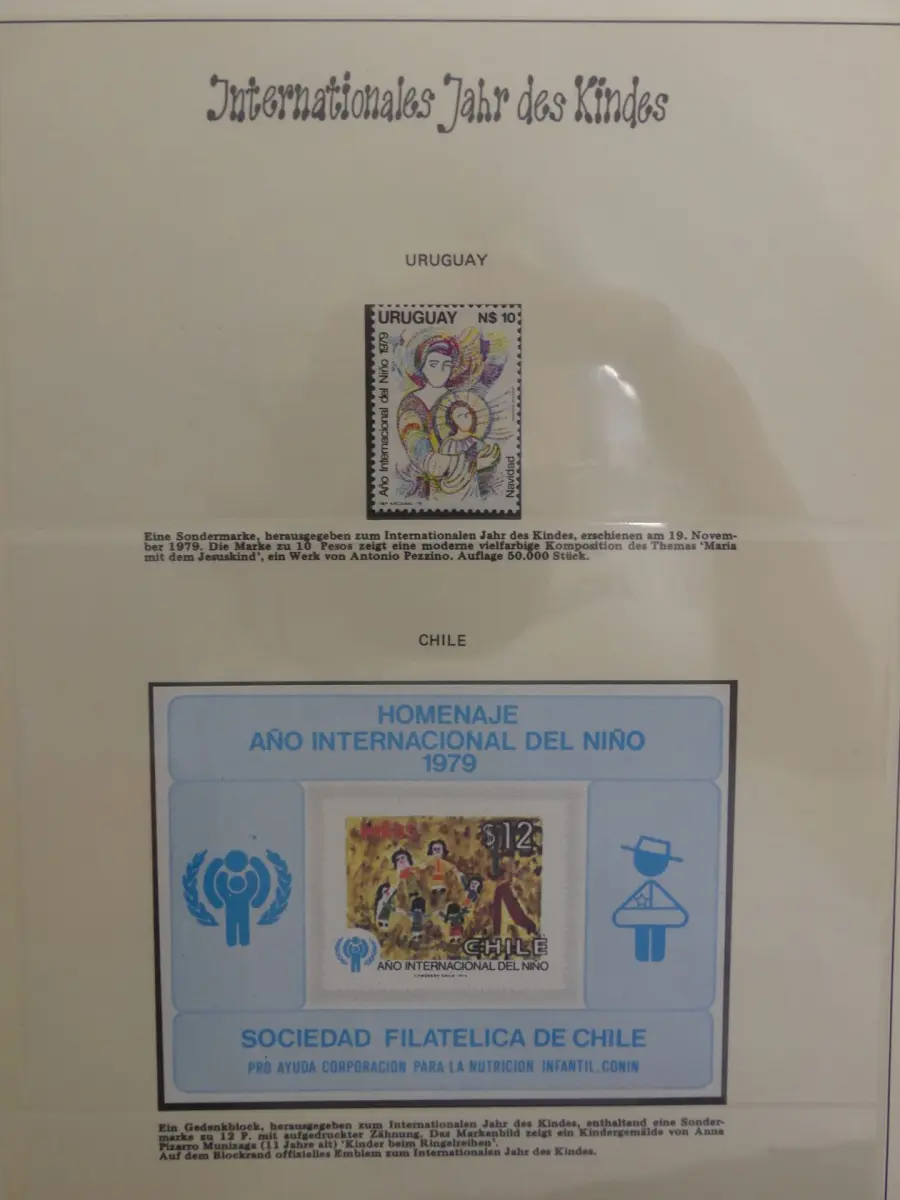 Internationales Jahr des Kindes
URUGUAY
URUGUAY N$ 10
Año Internacional del Niño 1979
Navidad
Eine Sondermarke, herausgegeben zum Internationalen Jahr des Kindes, erschienen am 19. Novem-
ber 1979. Die Marke zu 10 Pesos zeigt eine moderne vielfarbige Komposition des Themas ‘Maria
mit dem Jesuskind’, ein Werk von Antonio Pezzino. Auflage 50.000 Stück.
CHILE
HOMENAJE
AÑO INTERNACIONAL DEL NIÑO
1979
$12
CHILE
AÑO INTERNACIONAL DEL NIÑO
SOCIEDAD FILATELICA DE CHILE
PRO AYUDA CORPORACION PARA LA NUTRICION INFANTIL.CONIN
Ein Gedenkblock, herausgegeben zum Internationalen Jahr des Kindes, enthaltend eine Sonder-
marke zu 12 P. mit aufgedruckter Zähnung. Das Markenbild zeigt ein Kindergemälde von Anna
Pizarro Munizaga (11 Jahre alt) ‘Kinder beim Ringelreihen’.
Auf dem Blockrand offizielles Emblem zum Internationalen Jahr des Kindes.